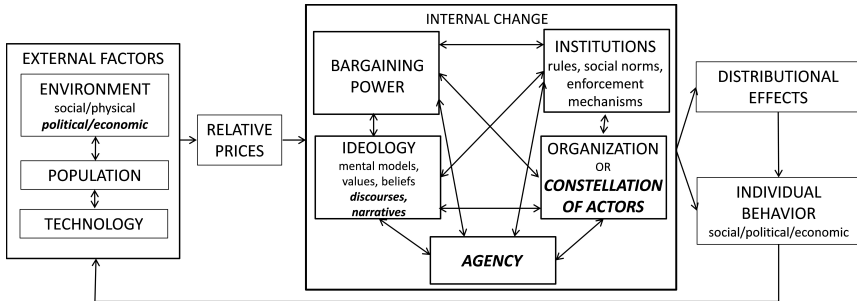 EXTERNAL FACTORS
ENVIRONMENT
social/physical
political/economic
POPULATION
TECHNOLOGY
RELATIVE
PRICES
INTERNAL CHANGE
BARGAINING
POWER
INSTITUTIONS
rules, social norms,
enforcement
mechanisms
IDEOLOGY
mental models,
values, beliefs
discourses,
narratives
ORGANIZATION
OR
CONSTELLATION
OF ACTORS
AGENCY
DISTRIBUTIONAL
EFFECTS
INDIVIDUAL
BEHAVIOR
social/political/economic